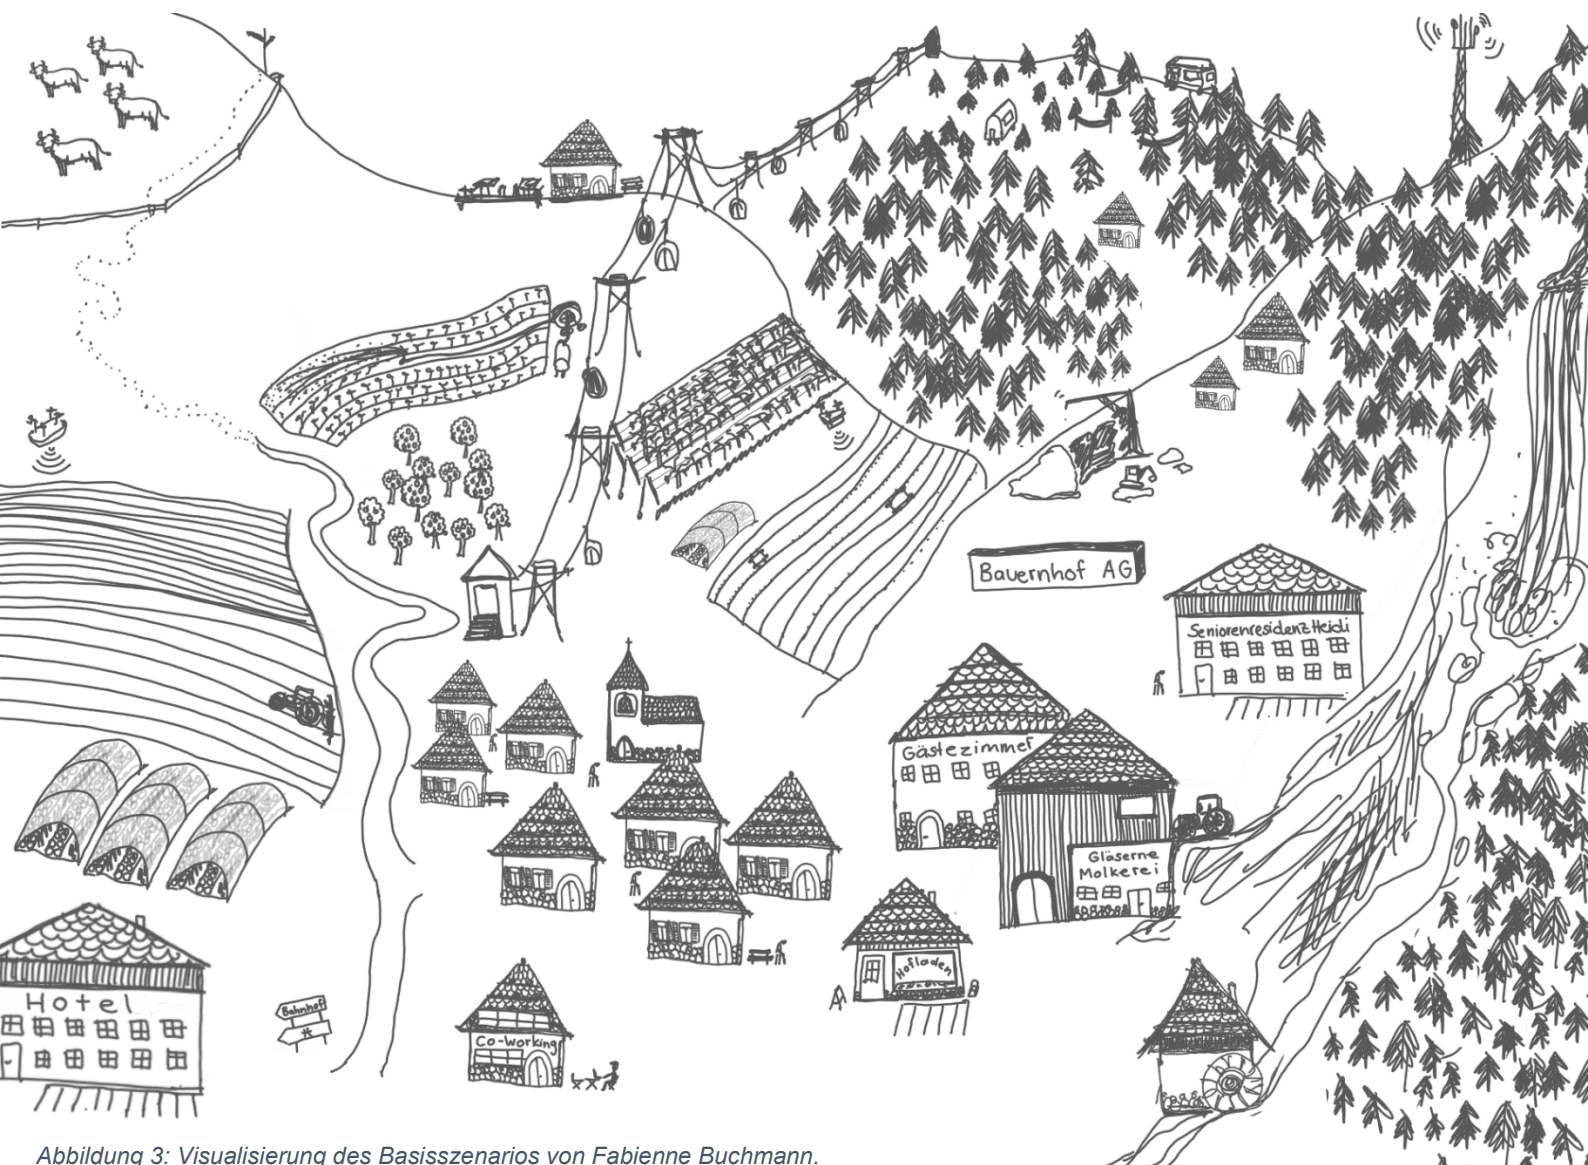 Bauernhof AG
Seniorenresidenz Heidi
Gästezimmer
Gläserne
Molkerei
Hofladen
Hotel
Bahnhof
Co-Working
Abbildung 3: Visualisierung des Basisszenarios von Fabienne Buchmann.